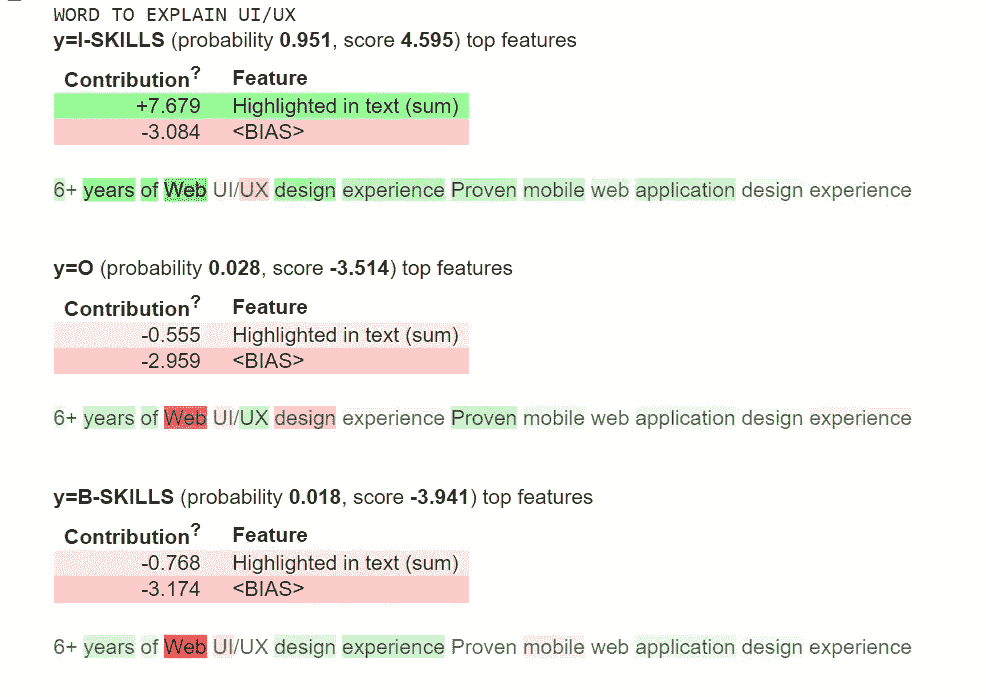 WORD TO EXPLAIN UI/UX
y=I-SKILLS (probability 0.951, score 4.595) top features
Contribution? Feature
+7.679 Highlighted in text (sum)
-3.084 <BIAS>
6+ years of Web UI/UX design experience Proven mobile web application design experience
y=O (probability 0.028, score -3.514) top features
Contribution? Feature
-0.555 Highlighted in text (sum)
-2.959 <BIAS>
6+ years of Web UI/UX design experience Proven mobile web application design experience
y=B-SKILLS (probability 0.018, score -3.941) top features
Contribution? Feature
-0.768 Highlighted in text (sum)
-3.174 <BIAS>
6+ years of Web UI/UX design experience Proven mobile web application design experience